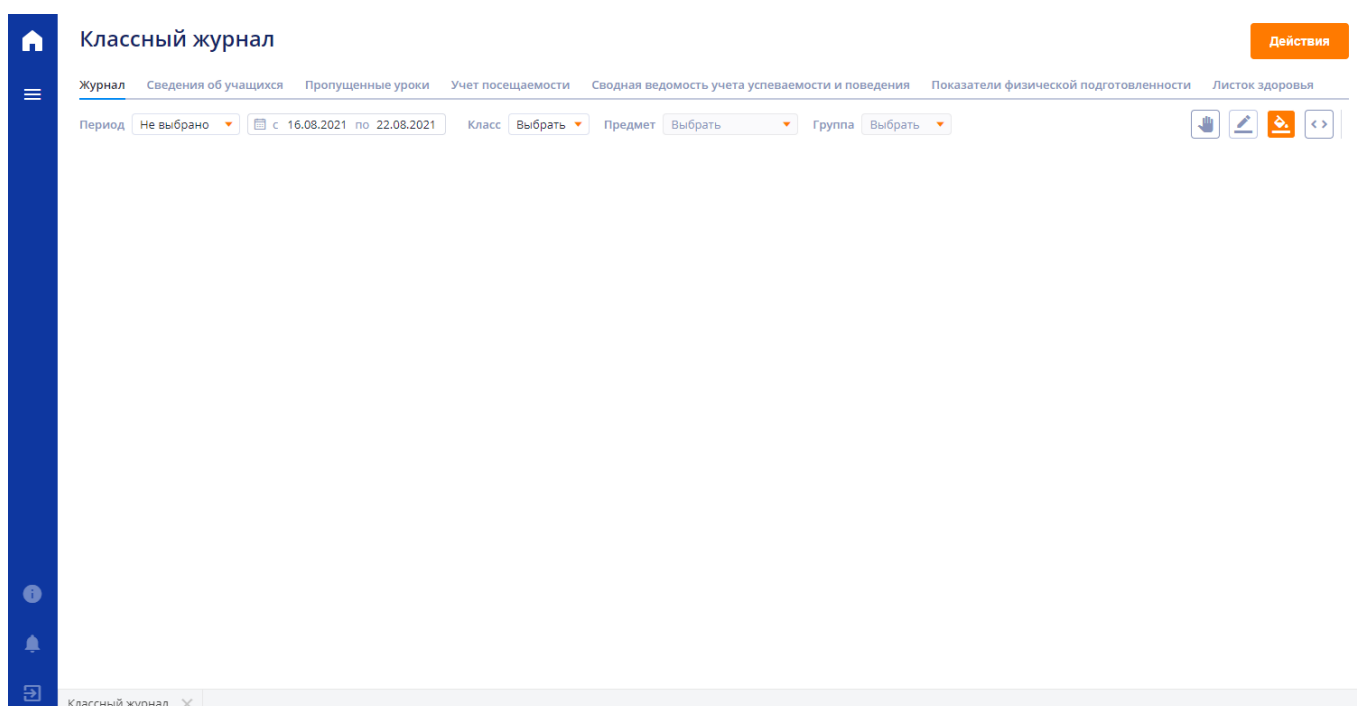 Классный журнал
Действия
Журнал Сведения об учащихся Пропущенные уроки Учет посещаемости Сводная ведомость учета успеваемости и поведения Показатели физической подготовленности Листок здоровья
Период Не выбрано с 16.08.2021 по 22.08.2021 Класс Выбрать Предмет Выбрать Группа Выбрать
Классный журнал